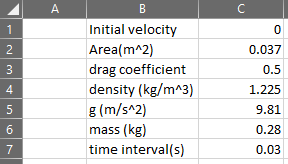 A B C
1 Initial velocity 0
2 Area(m^2) 0.037
3 drag coefficient 0.5
4 density (kg/m^3) 1.225
5 g (m/s^2) 9.81
6 mass (kg) 0.28
7 time interval(s) 0.03